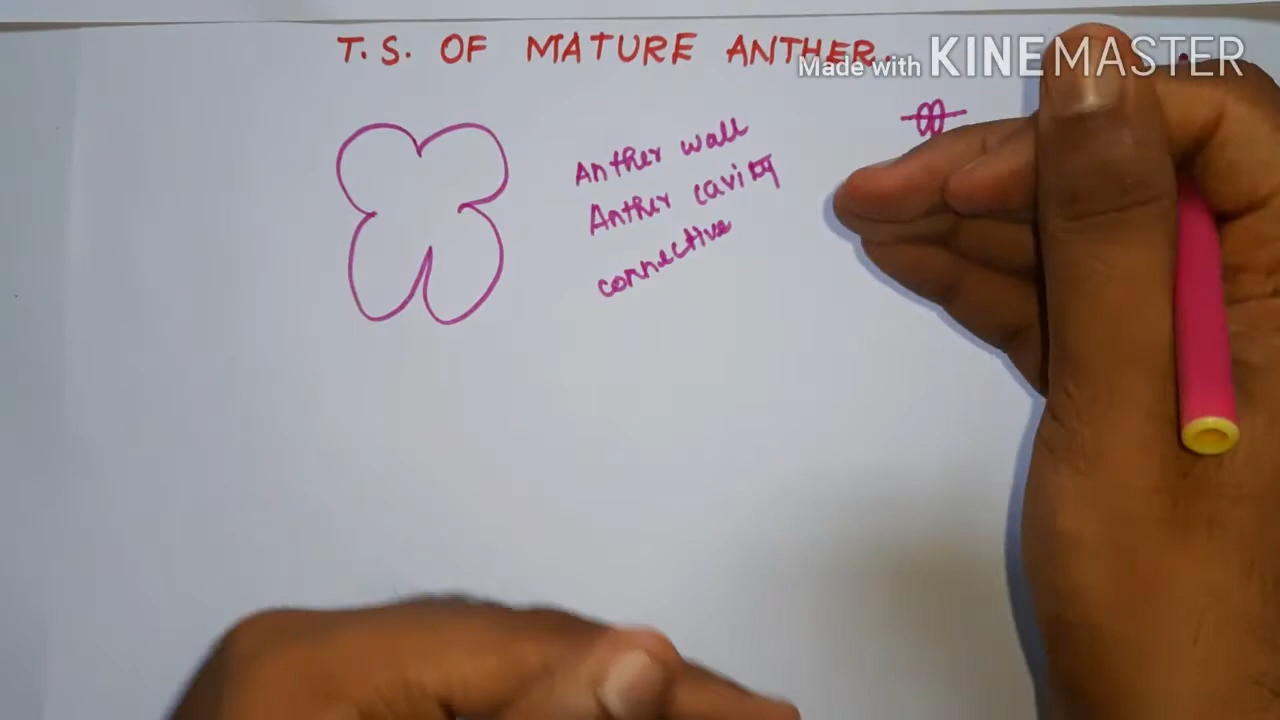 T.S. OF MATURE ANTHER.
Made with KINEMASTER
Anther wall
Anther cavity
connective